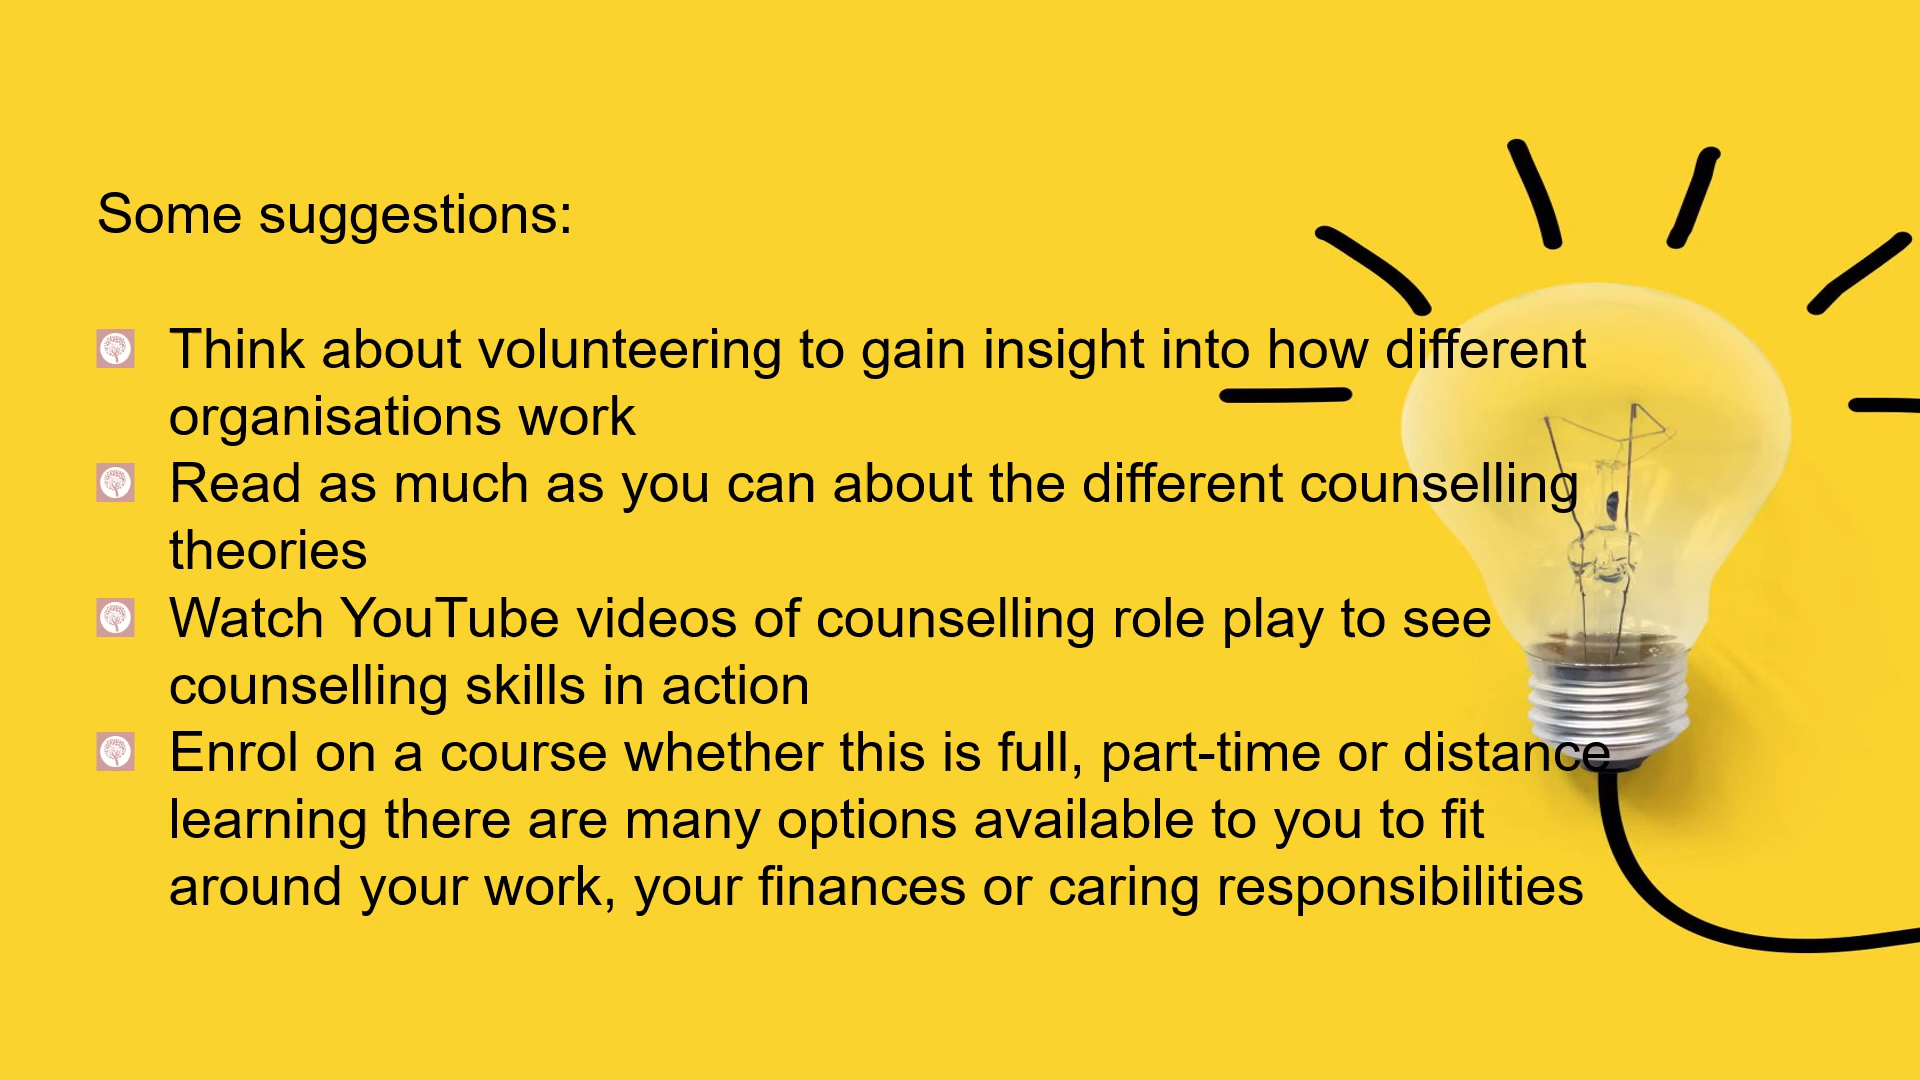 Some suggestions:
Think about volunteering to gain insight into how different
organisations work
Read as much as you can about the different counselling
theories
Watch YouTube videos of counselling role play to see
counselling skills in action
Enrol on a course whether this is full, part-time or distance
learning there are many options available to you to fit
around your work, your finances or caring responsibilities